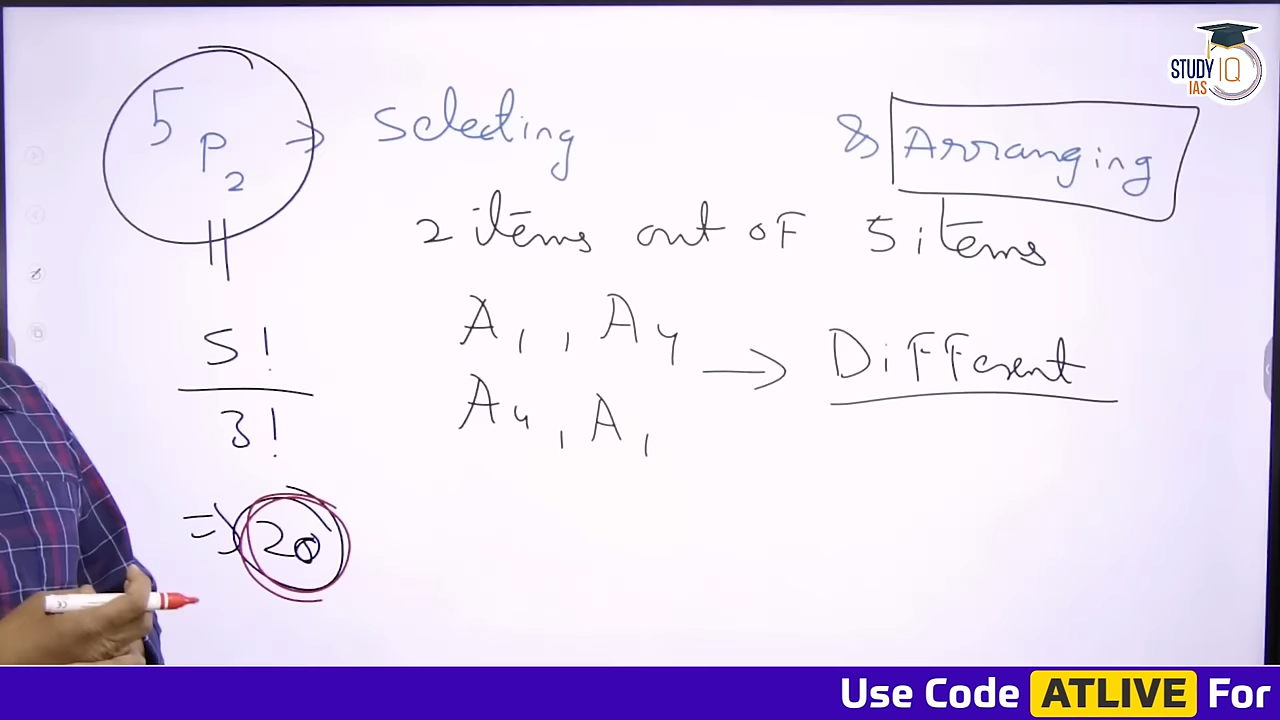 5P2 ⇒ Selecting & Arranging
2 items out of 5 items
||
5!
3!
⇒ 20
A1, A4
A4, A1
→ Different
STUDY IQ
IAS
Use Code ATLIVE For